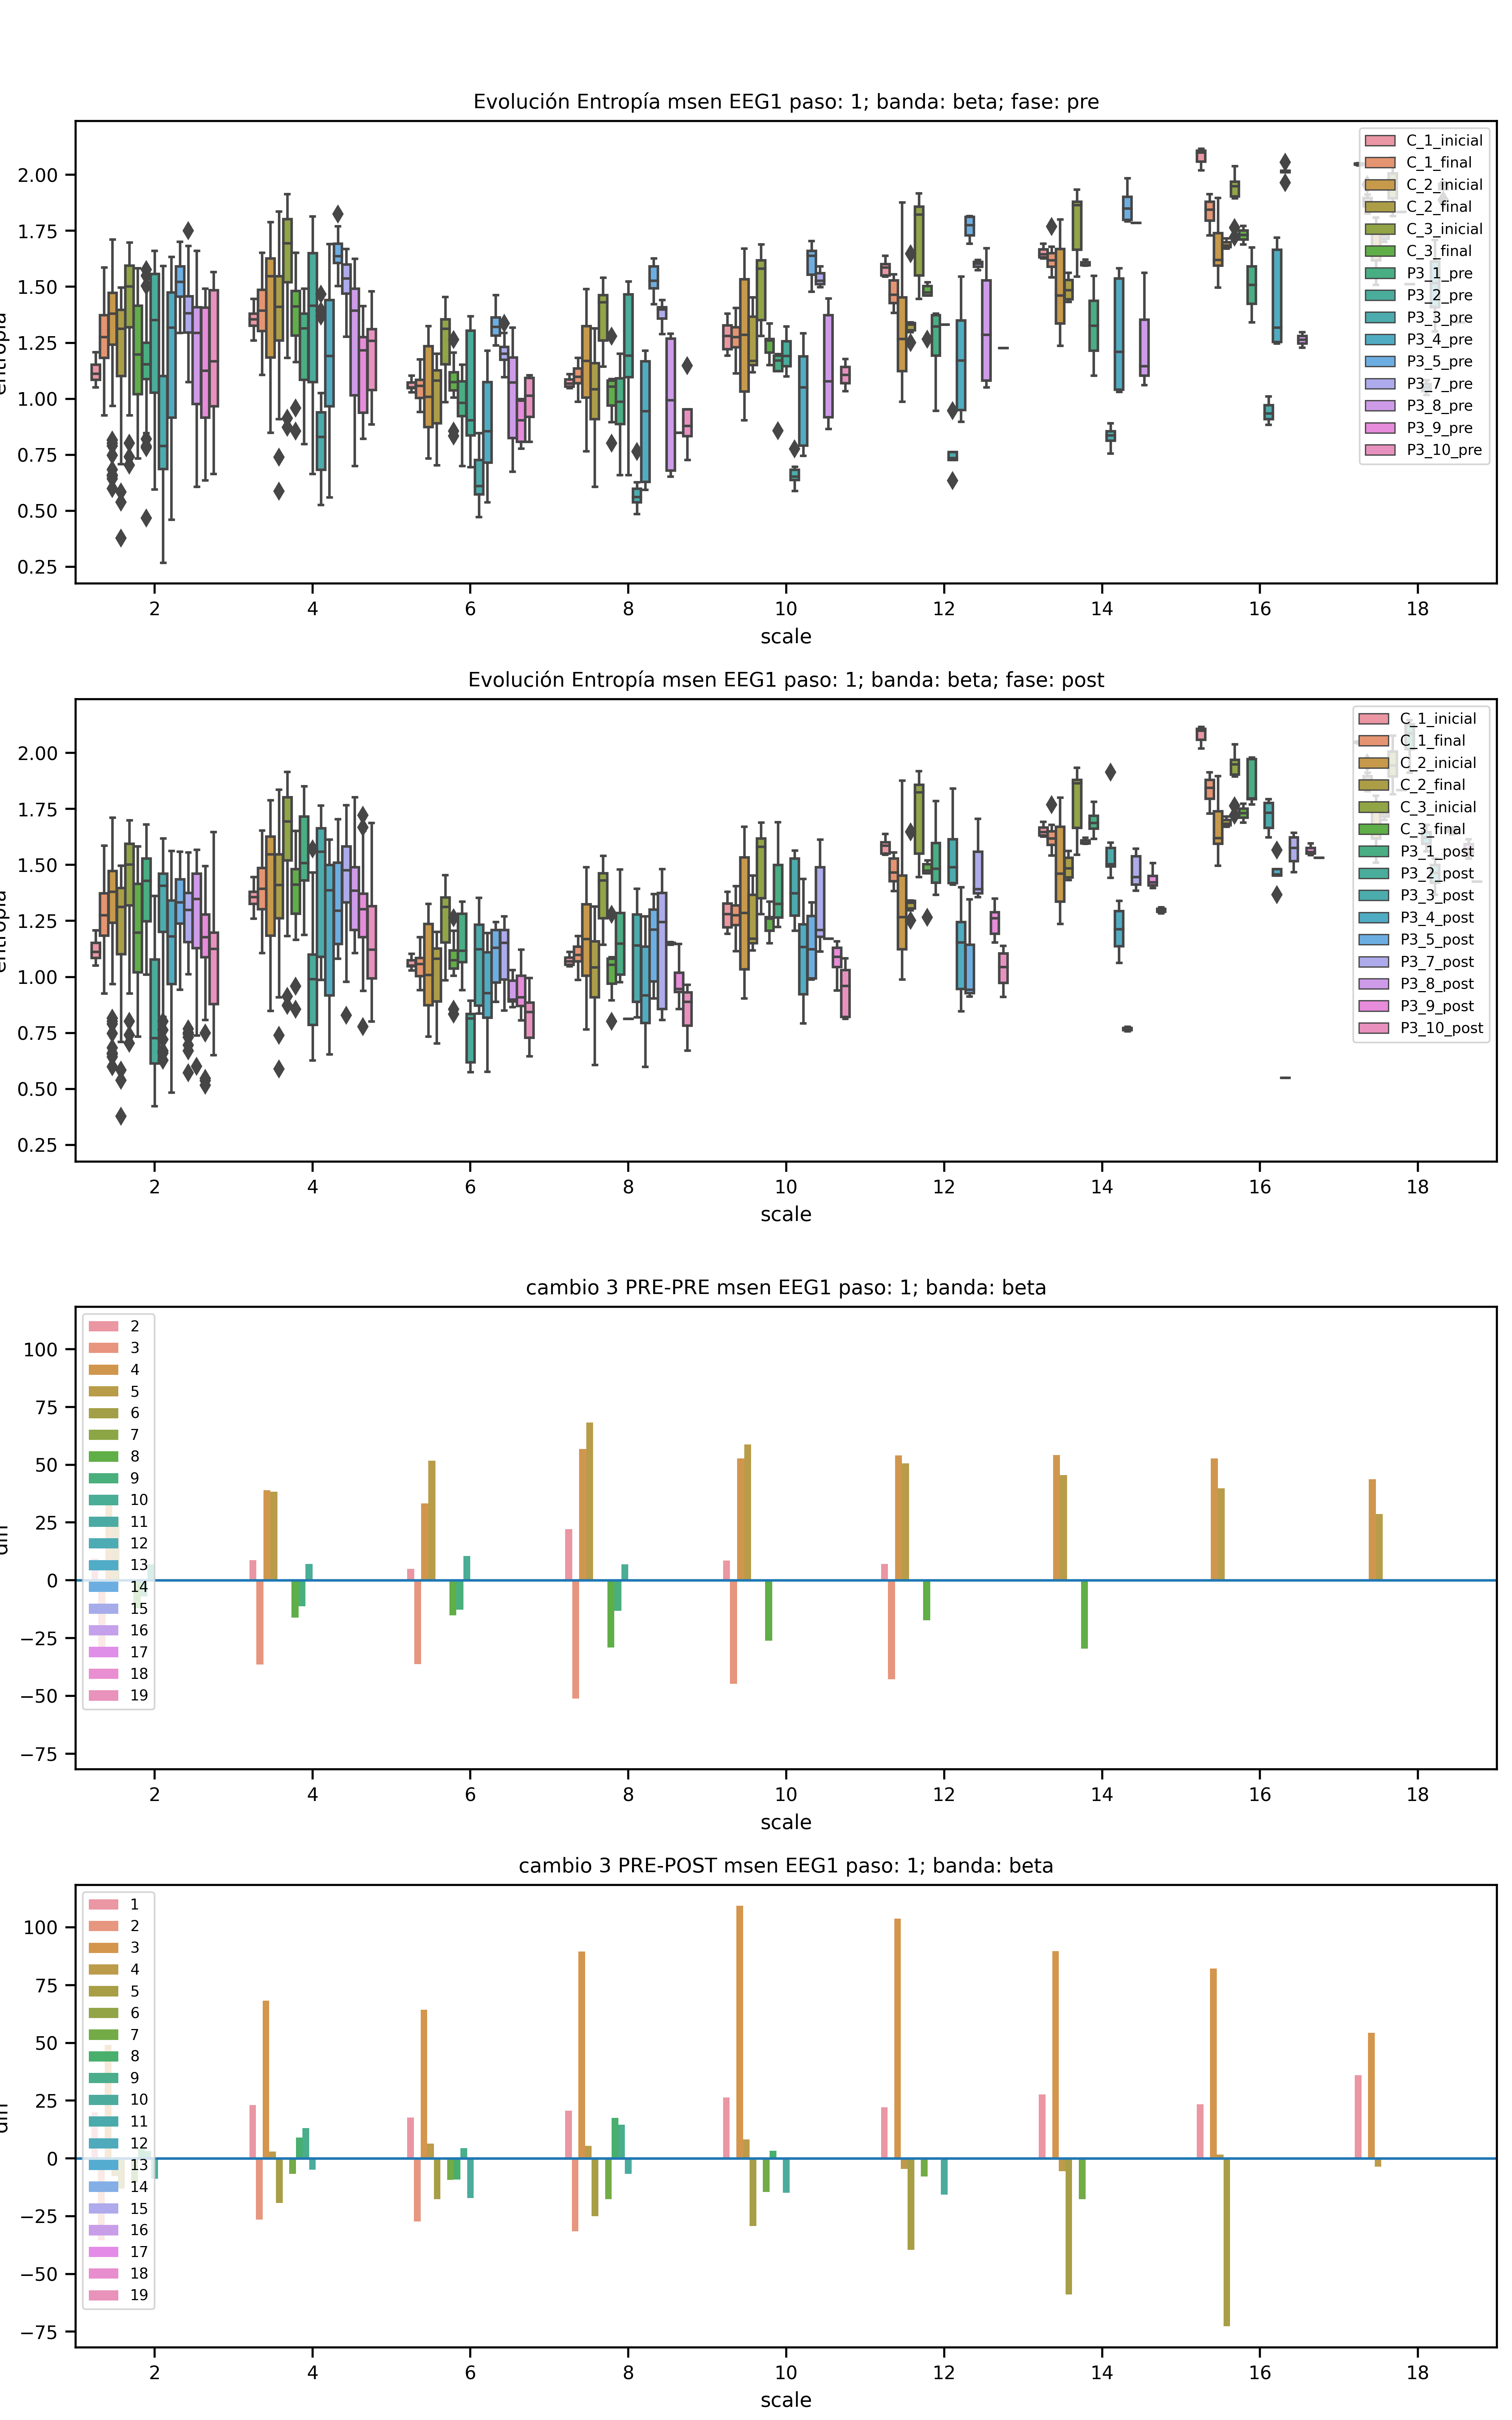 Evolución Entropía msen EEG1 paso: 1; banda: beta; fase: pre
2.00
1.75
1.50
1.25
1.00
0.75
0.50
0.25
C_1_inicial
C_1_final
C_2_inicial
C_2_final
C_3_inicial
C_3_final
P3_1_pre
P3_2_pre
P3_3_pre
P3_4_pre
P3_5_pre
P3_7_pre
P3_8_pre
P3_9_pre
P3_10_pre
2 4 6 8 10 12 14 16 18
scale
Evolución Entropía msen EEG1 paso: 1; banda: beta; fase: post
2.00
1.75
1.50
1.25
1.00
0.75
0.50
0.25
C_1_inicial
C_1_final
C_2_inicial
C_2_final
C_3_inicial
C_3_final
P3_1_post
P3_2_post
P3_3_post
P3_4_post
P3_5_post
P3_7_post
P3_8_post
P3_9_post
P3_10_post
2 4 6 8 10 12 14 16 18
scale
cambio 3 PRE-PRE msen EEG1 paso: 1; banda: beta
100
75
50
25
0
−25
−50
−75
2
3
4
5
6
7
8
9
10
11
12
13
14
15
16
17
18
19
2 4 6 8 10 12 14 16 18
scale
cambio 3 PRE-POST msen EEG1 paso: 1; banda: beta
100
75
50
25
0
−25
−50
−75
1
2
3
4
5
6
7
8
9
10
11
12
13
14
15
16
17
18
19
2 4 6 8 10 12 14 16 18
scale